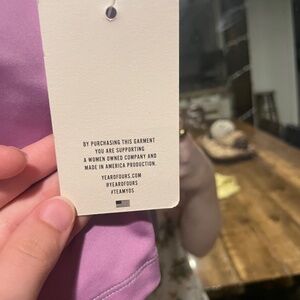 BY PURCHASING THIS GARMENT
YOU ARE SUPPORTING
A WOMEN OWNED COMPANY AND
MADE IN AMERICA PRODUCTION.
YEAROFOURS.COM
@YEAROFOURS
#TEAMYOS